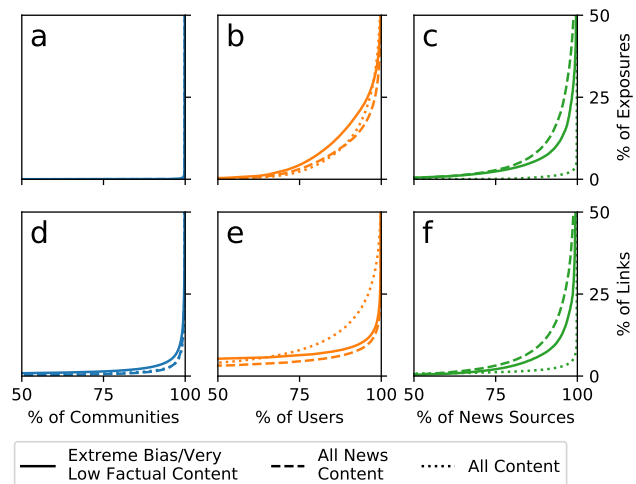 a
b
c
50
25
0
% of Exposures
d
e
f
50
25
0
% of Links
50
75
100
50
75
100
50
75
100
% of Communities
% of Users
% of News Sources
Extreme Bias/Very
Low Factual Content
All News
Content
All Content